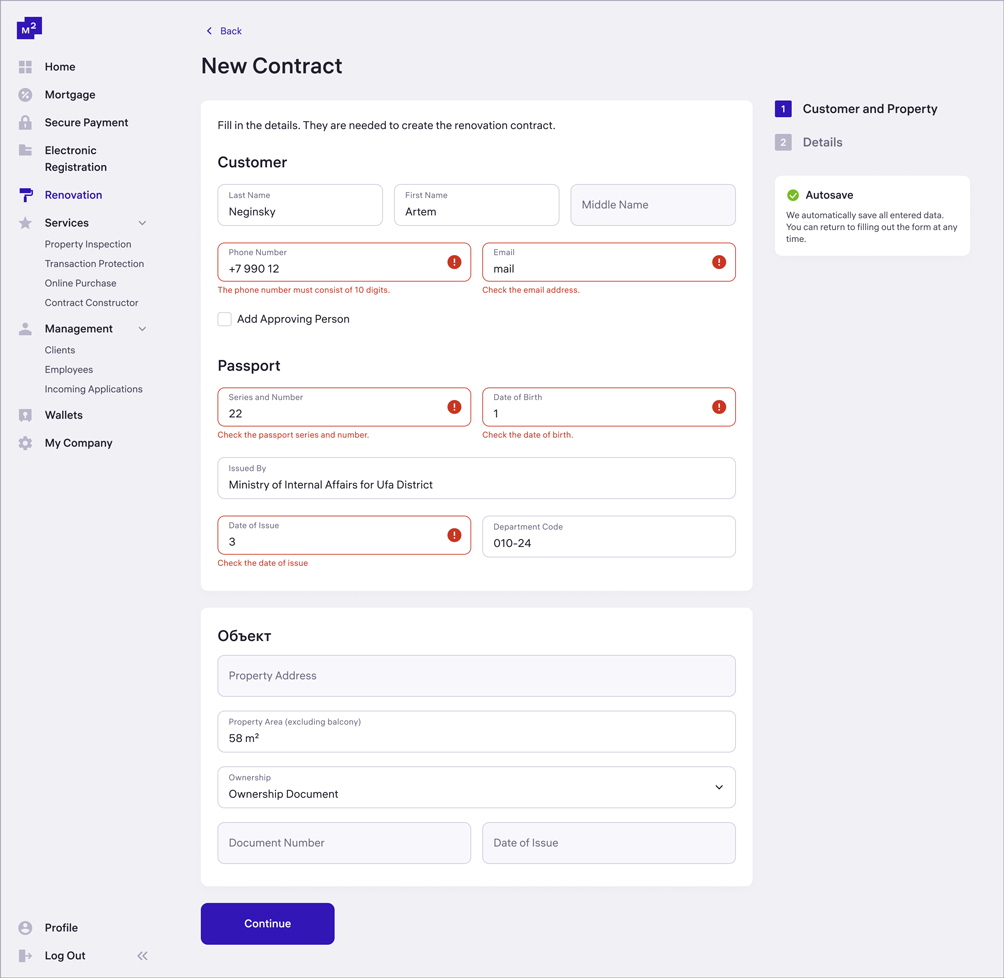 M²
Home
Mortgage
Secure Payment
Electronic
Registration
Renovation
Services
Property Inspection
Transaction Protection
Online Purchase
Contract Constructor
Management
Clients
Employees
Incoming Applications
Wallets
My Company
Profile
Log Out
Back
New Contract
Fill in the details. They are needed to create the renovation contract.
Customer
Last Name
Neginsky
First Name
Artem
Middle Name
Phone Number
+7 990 12
The phone number must consist of 10 digits.
Email
mail
Check the email address.
Add Approving Person
Passport
Series and Number
22
Check the passport series and number.
Date of Birth
1
Check the date of birth.
Issued By
Ministry of Internal Affairs for Ufa District
Date of Issue
3
Check the date of issue
Department Code
010-24
Объект
Property Address
Property Area (excluding balcony)
58 m²
Ownership
Ownership Document
Document Number
Date of Issue
Continue
1 Customer and Property
2 Details
Autosave
We automatically save all entered data.
You can return to filling out the form at any
time.